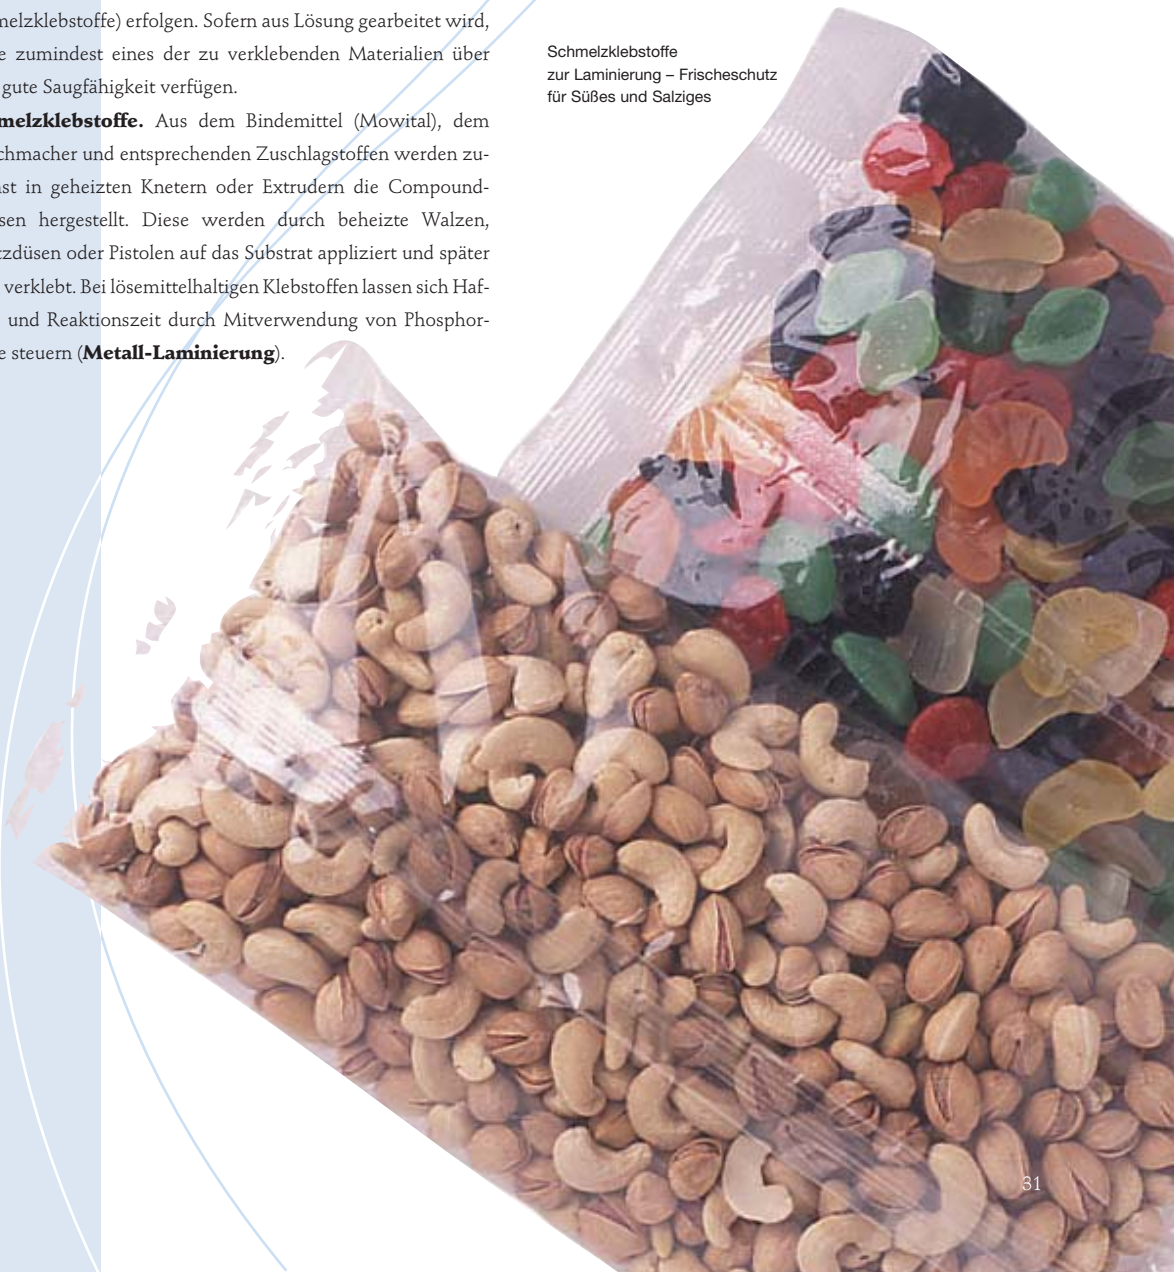 melzklebstoffe) erfolgen. Sofern aus Lösung gearbeitet wird,
e zumindest eines der zu verklebenden Materialien über
gute Saugfähigkeit verfügen.
melzklebstoffe. Aus dem Bindemittel (Mowital), dem
chmacher und entsprechenden Zuschlagstoffen werden zu-
st in geheizten Knetern oder Extrudern die Compound-
sen hergestellt. Diese werden durch beheizte Walzen,
tzdüsen oder Pistolen auf das Substrat appliziert und später
verklebt. Bei lösemittelhaltigen Klebstoffen lassen sich Haf-
und Reaktionszeit durch Mitverwendung von Phosphor-
e steuern (Metall-Laminierung).
Schmelzklebstoffe
zur Laminierung – Frischeschutz
für Süßes und Salziges
31